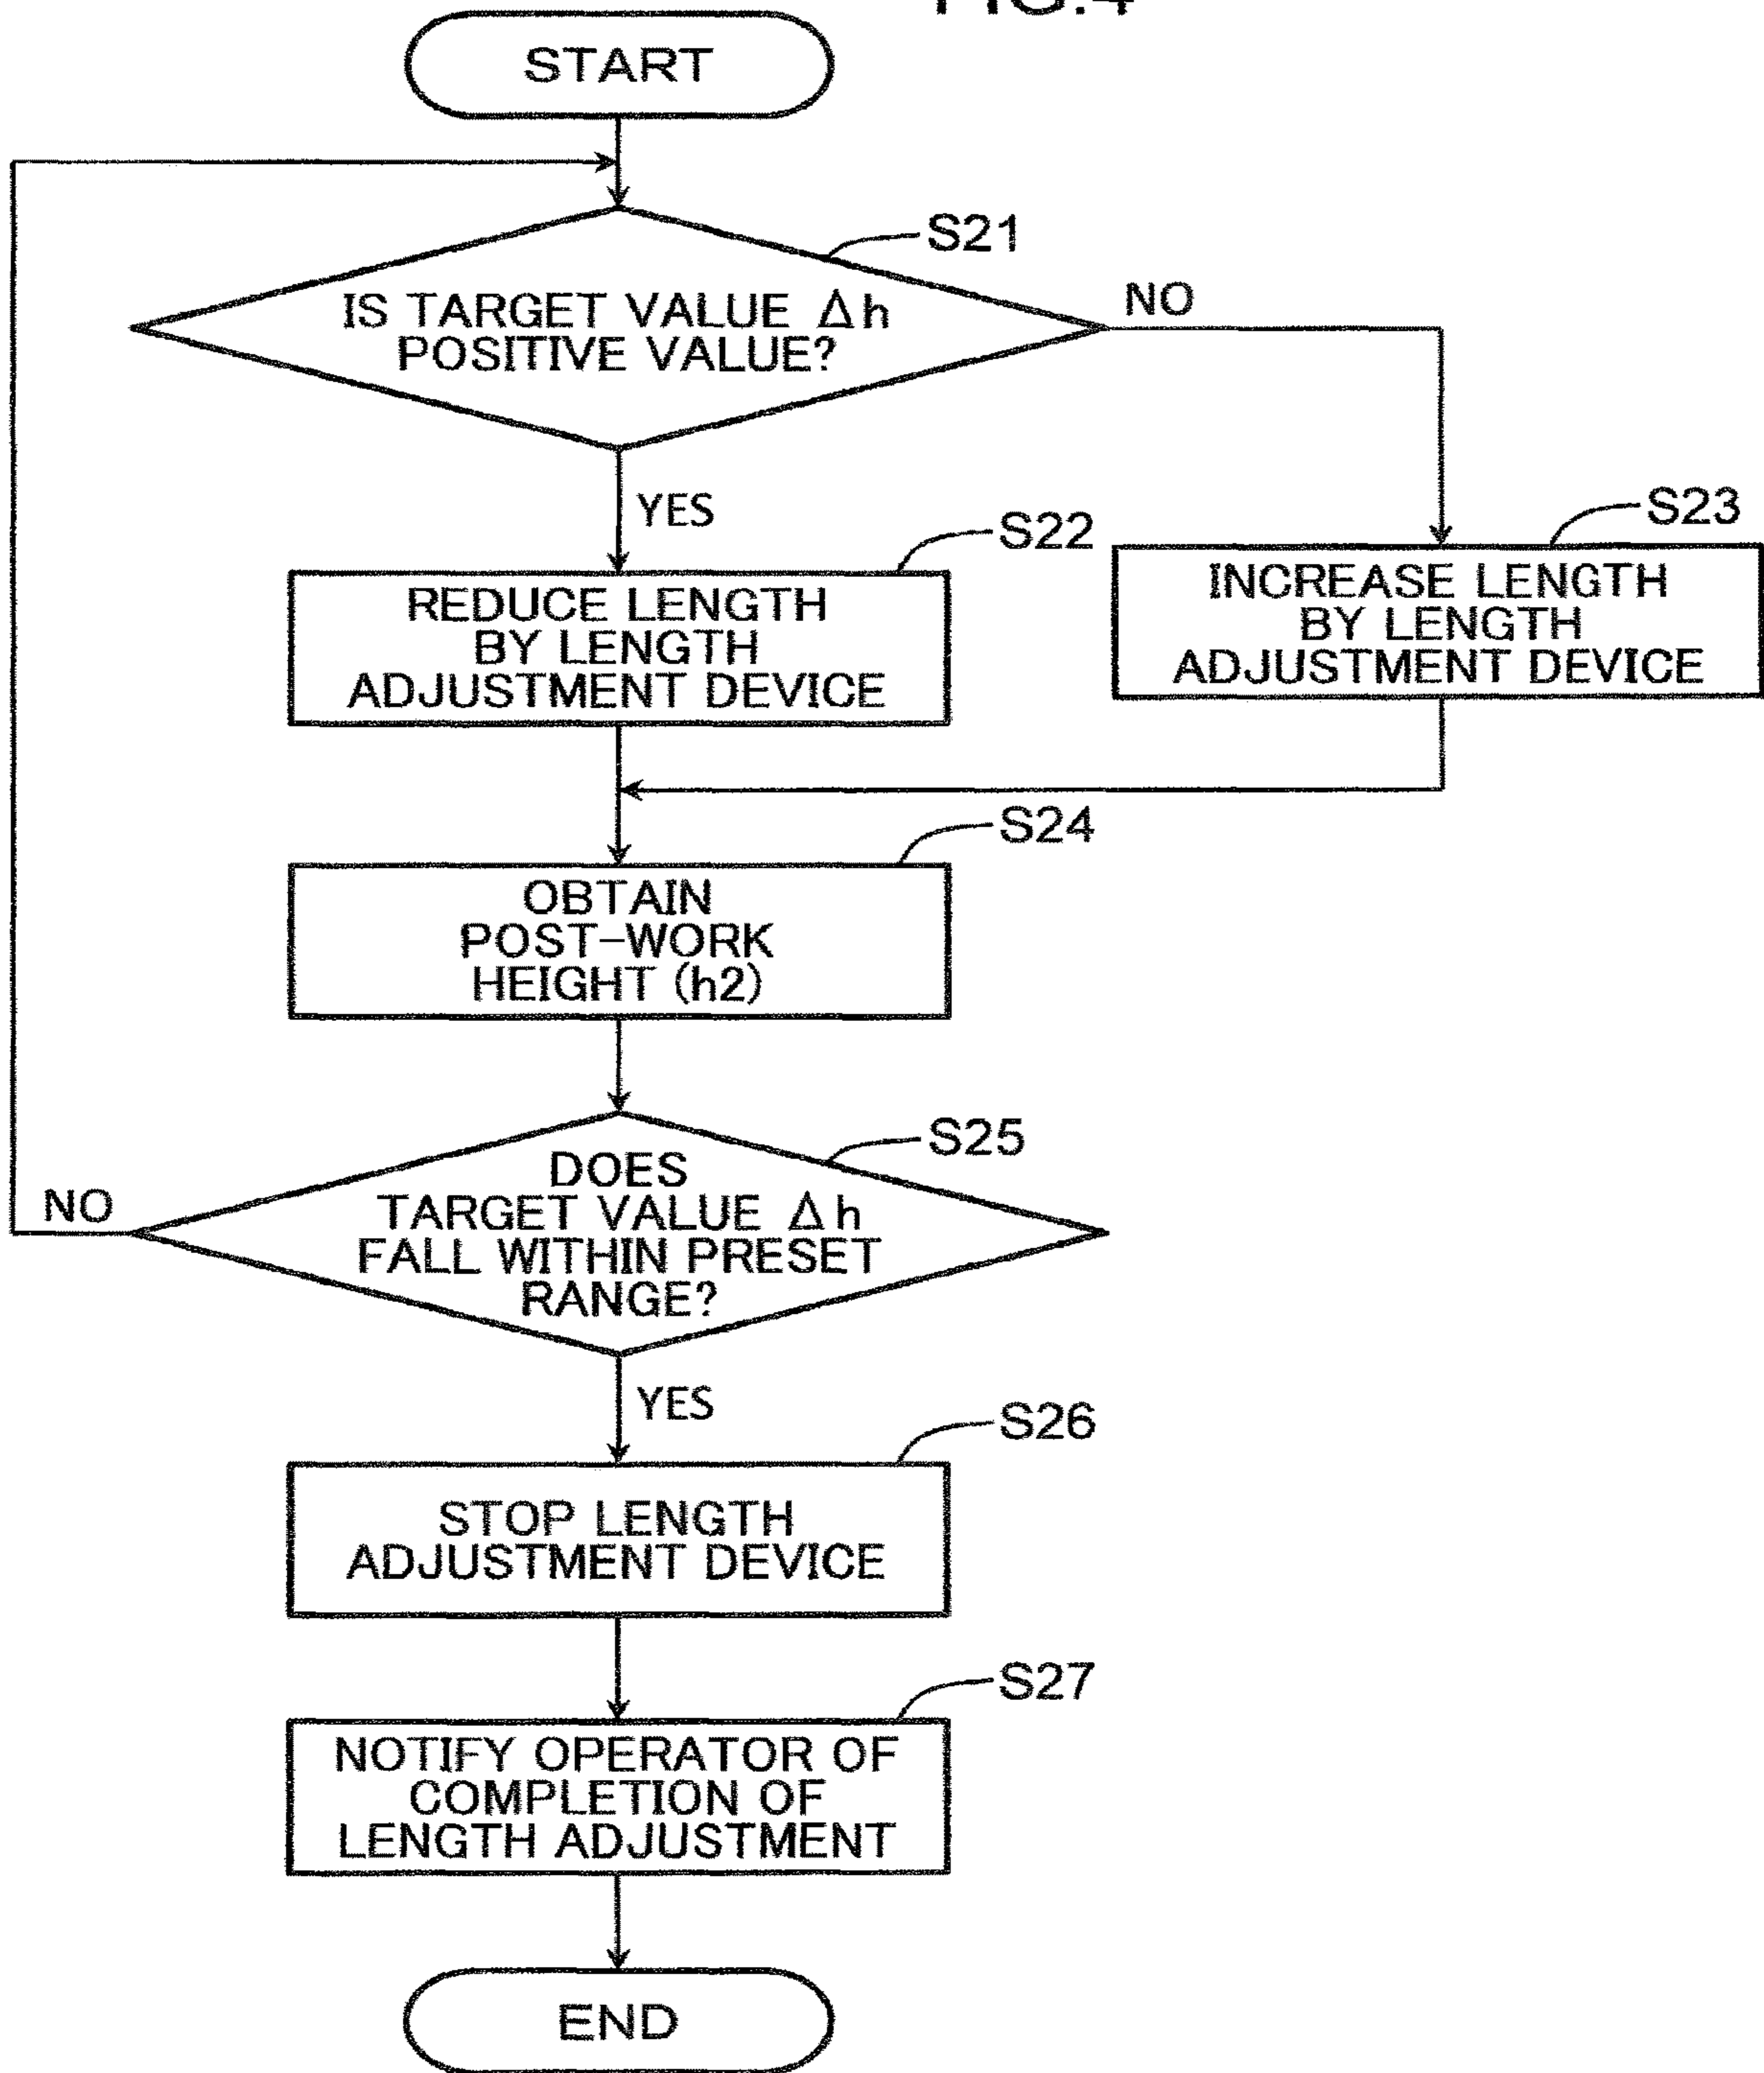 FIG.4
START
S21
IS TARGET VALUE Δh
POSITIVE VALUE?
NO
YES
S22
REDUCE LENGTH
BY LENGTH
ADJUSTMENT DEVICE
S23
INCREASE LENGTH
BY LENGTH
ADJUSTMENT DEVICE
S24
OBTAIN
POST-WORK
HEIGHT (h2)
S25
DOES
TARGET VALUE Δh
FALL WITHIN PRESET
RANGE?
NO
YES
S26
STOP LENGTH
ADJUSTMENT DEVICE
S27
NOTIFY OPERATOR OF
COMPLETION OF
LENGTH ADJUSTMENT
END